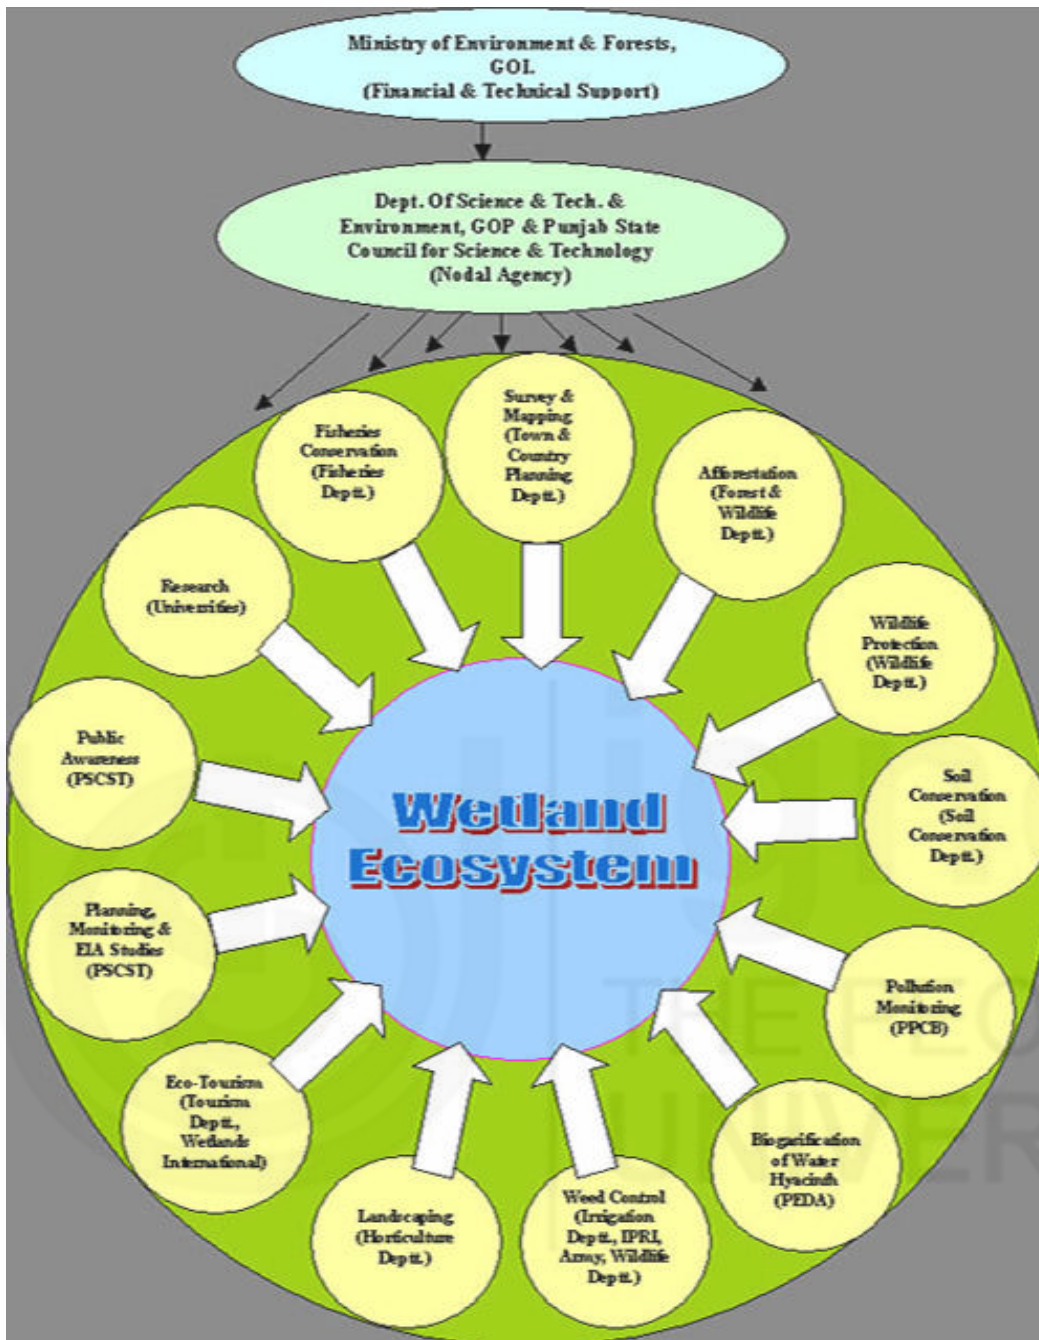 Ministry of Environment & Forests,
GOI.
(Financial & Technical Support)
Dept. Of Science & Tech. &
Environment, GOP & Punjab State
Council for Science & Technology
(Nodal Agency)
Survey &
Mapping
(Town &
Country
Planning
Deptt.)
Fisheries
Conservation
(Fisheries
Deptt.)
Afforestation
(Forest &
Wildlife
Deptt.)
Research
(Universities)
Wildlife
Protection
(Wildlife
Deptt.)
Public
Awareness
(PSCST)
Soil
Conservation
(Soil
Conservation
Deptt.)
Wetland
Ecosystem
Planning,
Monitoring &
EIA Studies
(PSCST)
Pollution
Monitoring
(PPCB)
Eco-Tourism
(Tourism
Deptt.,
Wetlands
International)
Biogarification
of Water
Hyacinth
(PEDA)
Landscaping
(Horticulture
Deptt.)
Weed Control
(Irrigation
Deptt., IPRI,
Army, Wildlife
Deptt.)
THE PEO
UNIVER